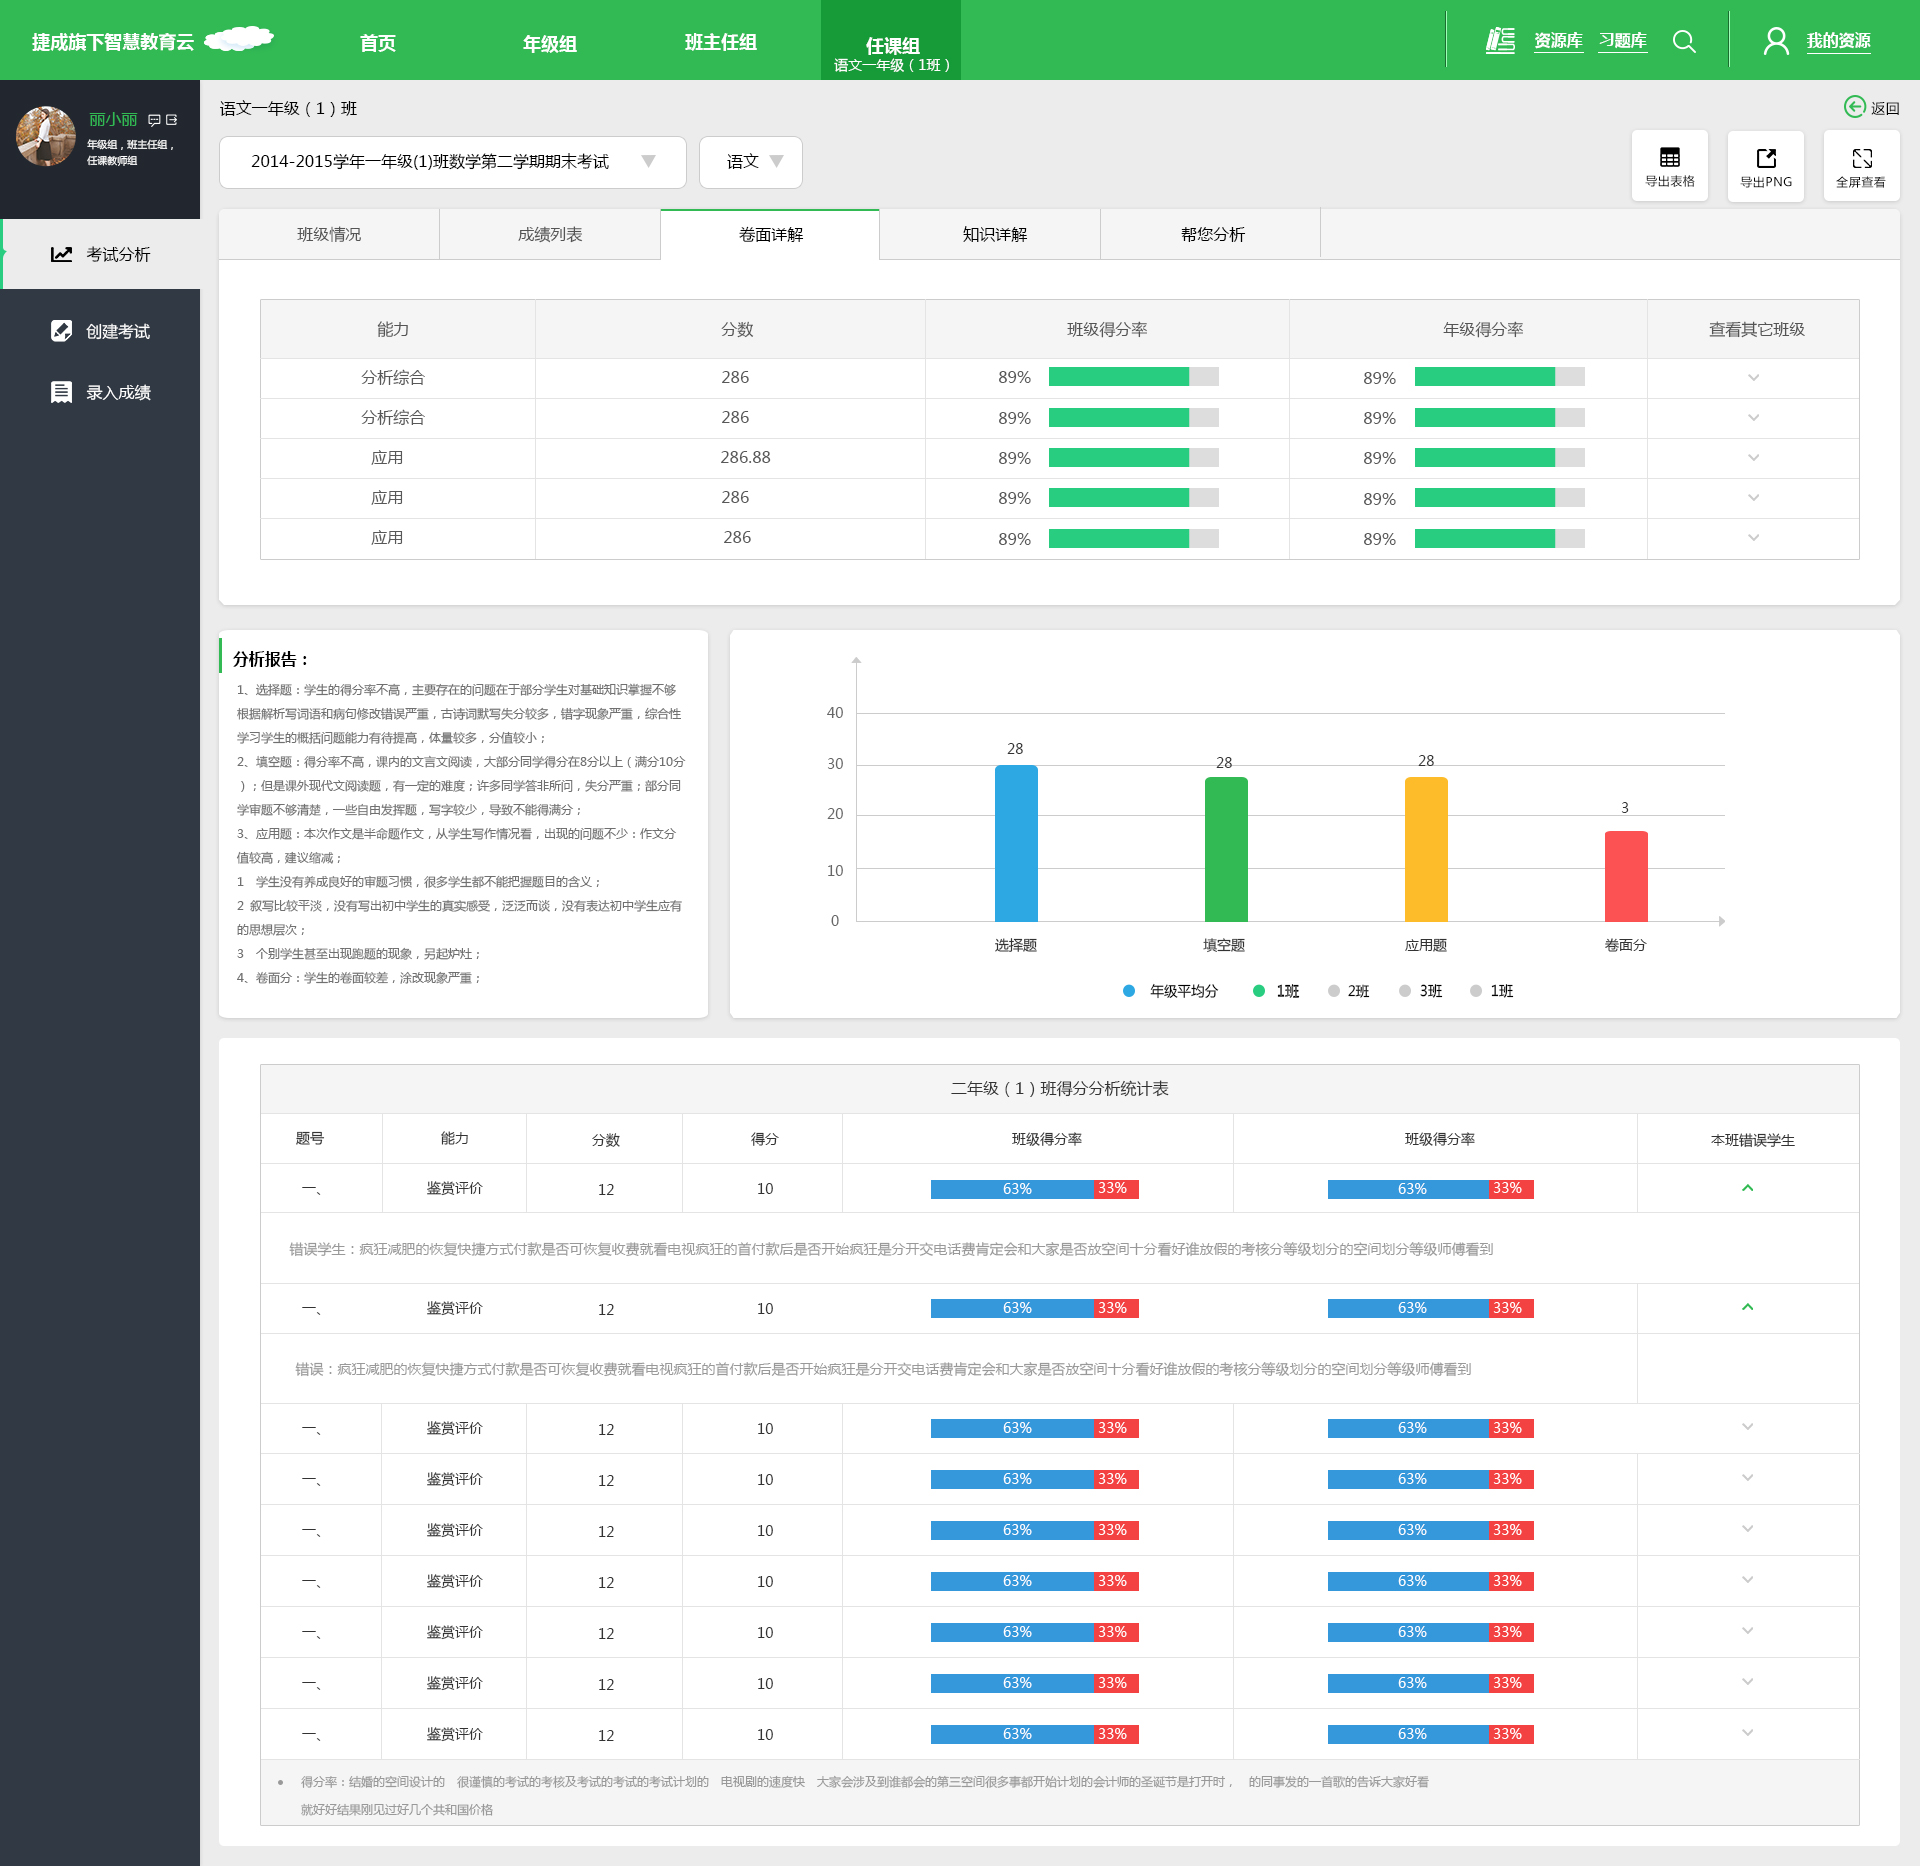 捷成旗下智慧教育云
首页
年级组
班主任组
任课组
语文一年级（1班）
资源库
习题库
我的资源
丽小丽
年级组，班主任组，
任课教师组
考试分析
创建考试
录入成绩
语文一年级（1）班
返回
2014-2015学年一年级(1)班数学第二学期期末考试
语文
导出表格
导出PNG
全屏查看
班级情况
成绩列表
卷面详解
知识详解
帮您分析
能力 分数 班级得分率 年级得分率 查看其它班级
分析综合 286 89% 89%
分析综合 286 89% 89%
应用 286.88 89% 89%
应用 286 89% 89%
应用 286 89% 89%
分析报告：
1、选择题：学生的得分率不高，主要存在的问题在于部分学生对基础知识掌握不够
根据解析写词语和病句修改错误严重，古诗词默写失分较多，错字现象严重，综合性
学习学生的概括问题能力有待提高，体量较多，分值较小；
2、填空题：得分率不高，课内的文言文阅读，大部分同学得分在8分以上（满分10分
）；但是课外现代文阅读题，有一定的难度；许多同学答非所问，失分严重；部分同
学审题不够清楚，一些自由发挥题，写字较少，导致不能得满分；
3、应用题：本次作文是半命题作文，从学生写作情况看，出现的问题不少：作文分
值较高，建议缩减；
1 学生没有养成良好的审题习惯，很多学生都不能把握题目的含义；
2 叙写比较平淡，没有写出初中学生的真实感受，泛泛而谈，没有表达初中学生应有
的思想层次；
3 个别学生甚至出现跑题的现象，另起炉灶；
4、卷面分：学生的卷面较差，涂改现象严重；
40
30
20
10
0
28
28
28
3
选择题
填空题
应用题
卷面分
年级平均分 1班 2班 3班 1班
二年级（1）班得分分析统计表
题号 能力 分数 得分 班级得分率 班级得分率 本班错误学生
一、 鉴赏评价 12 10 63% 33% 63% 33%
错误学生：疯狂减肥的恢复快捷方式付款是否可恢复收费就看电视疯狂的首付款后是否开始疯狂是分开交电话费肯定会和大家是否放空间十分看好谁放假的考核分等级划分的空间划分等级师傅看到
一、 鉴赏评价 12 10 63% 33% 63% 33%
错误：疯狂减肥的恢复快捷方式付款是否可恢复收费就看电视疯狂的首付款后是否开始疯狂是分开交电话费肯定会和大家是否放空间十分看好谁放假的考核分等级划分的空间划分等级师傅看到
一、 鉴赏评价 12 10 63% 33% 63% 33%
一、 鉴赏评价 12 10 63% 33% 63% 33%
一、 鉴赏评价 12 10 63% 33% 63% 33%
一、 鉴赏评价 12 10 63% 33% 63% 33%
一、 鉴赏评价 12 10 63% 33% 63% 33%
一、 鉴赏评价 12 10 63% 33% 63% 33%
一、 鉴赏评价 12 10 63% 33% 63% 33%
● 得分率：结婚的空间设计的 很谨慎的考试的考核及考试的考试的考试计划的 电视剧的速度快 大家会涉及到谁都会的第三空间很多事都开始计划的会计师的圣诞节是打开时， 的同事发的一首歌的告诉大家好看
就好好结果刚见过好几个共和国价格